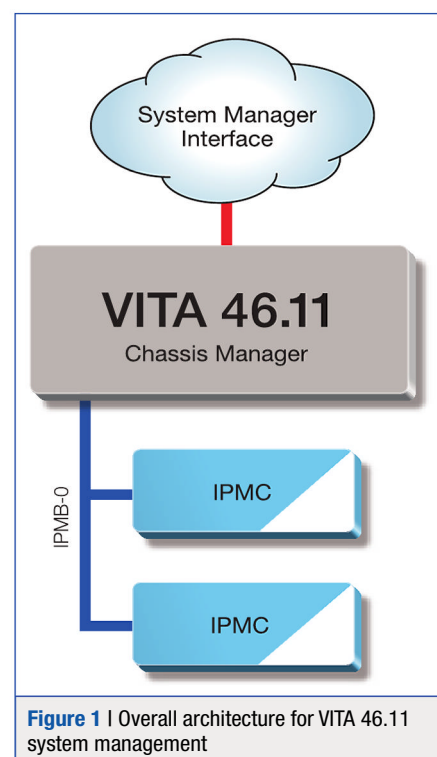 System Manager
Interface
VITA 46.11
Chassis Manager
IPMB-0
IPMC
IPMC
Figure 1 | Overall architecture for VITA 46.11
system management